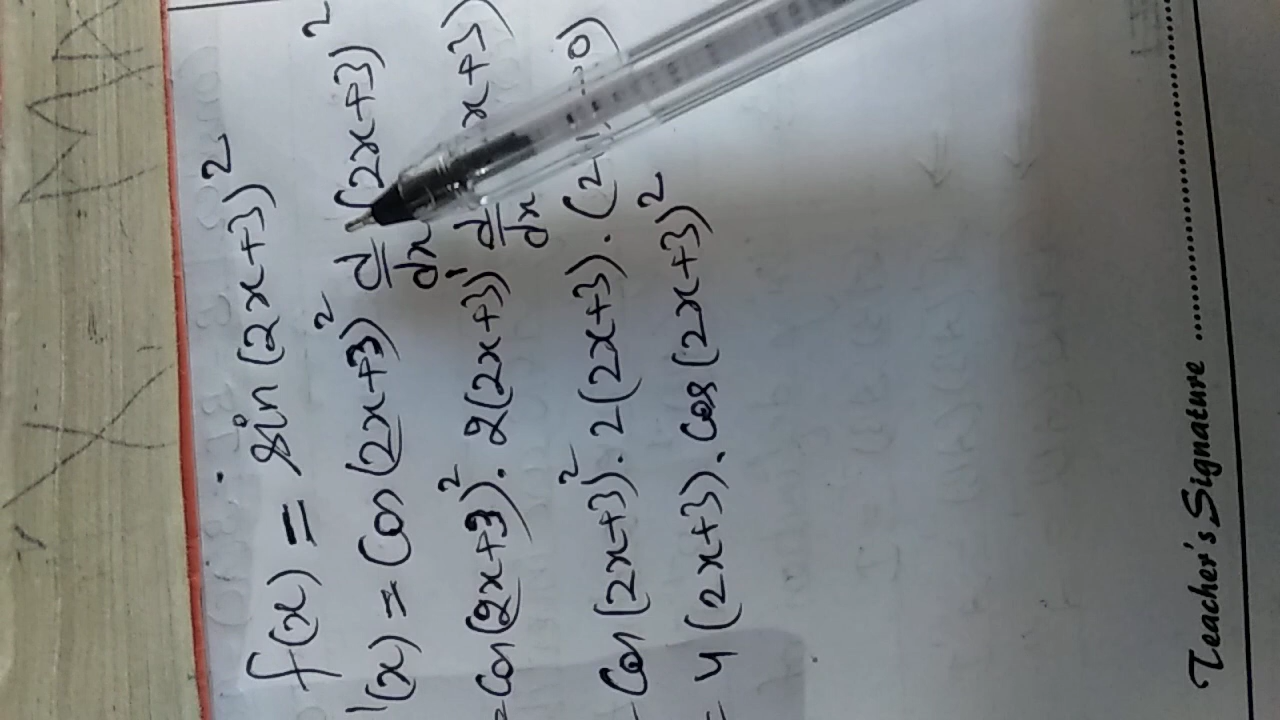 f(x) = sin(2x+3)²
'(x) = Cos(2x+3)² d/dx (2x+3)²
= Cos(2x+3)² · 2(2x+3)¹ d/dx x+3)
Cos(2x+3)² · 2(2x+3) · (2 0)
= 4(2x+3) · Cos(2x+3)²
Teacher's Signature ........................